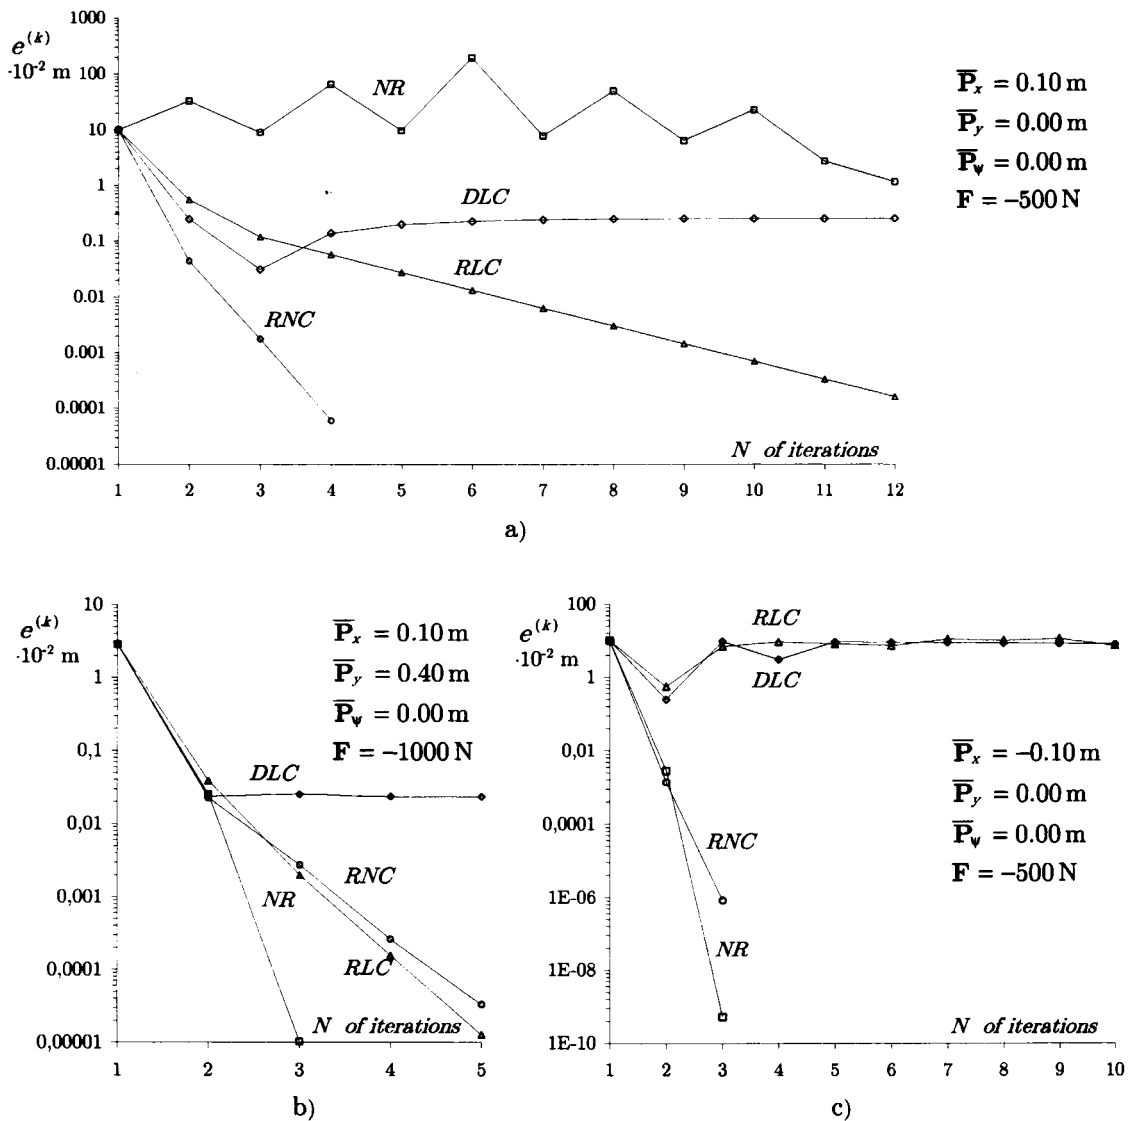 1000
e^(k)
·10⁻² m
100
10
1
0.1
0.01
0.001
0.0001
0.00001
NR
DLC
RLC
RNC
N of iterations
1 2 3 4 5 6 7 8 9 10 11 12
P̅x = 0.10 m
P̅y = 0.00 m
P̅ψ = 0.00 m
F = −500 N
a)
10
e^(k)
·10⁻² m
1
0,1
0,01
0,001
0,0001
0,00001
P̅x = 0.10 m
P̅y = 0.40 m
P̅ψ = 0.00 m
F = −1000 N
DLC
RNC
NR
RLC
N of iterations
1 2 3 4 5
b)
100
e^(k)
·10⁻² m
1
0,01
0,0001
1E-06
1E-08
1E-10
RLC
DLC
RNC
NR
P̅x = −0.10 m
P̅y = 0.00 m
P̅ψ = 0.00 m
F = −500 N
N of iterations
1 2 3 4 5 6 7 8 9 10
c)